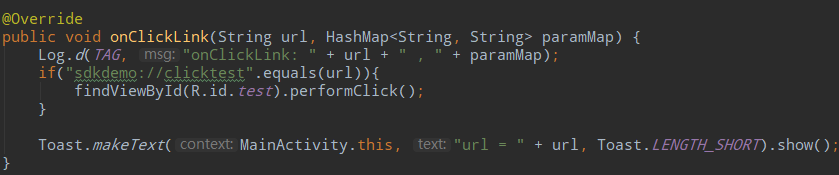 @Override
public void onClickLink(String url, HashMap<String, String> paramMap) {
Log.d(TAG, msg: "onClickLink: " + url + " , " + paramMap);
if("sdkdemo://clicktest".equals(url)){
findViewById(R.id.test).performClick();
}
Toast.makeText( context: MainActivity.this, text: "url = " + url, Toast.LENGTH_SHORT).show();
}